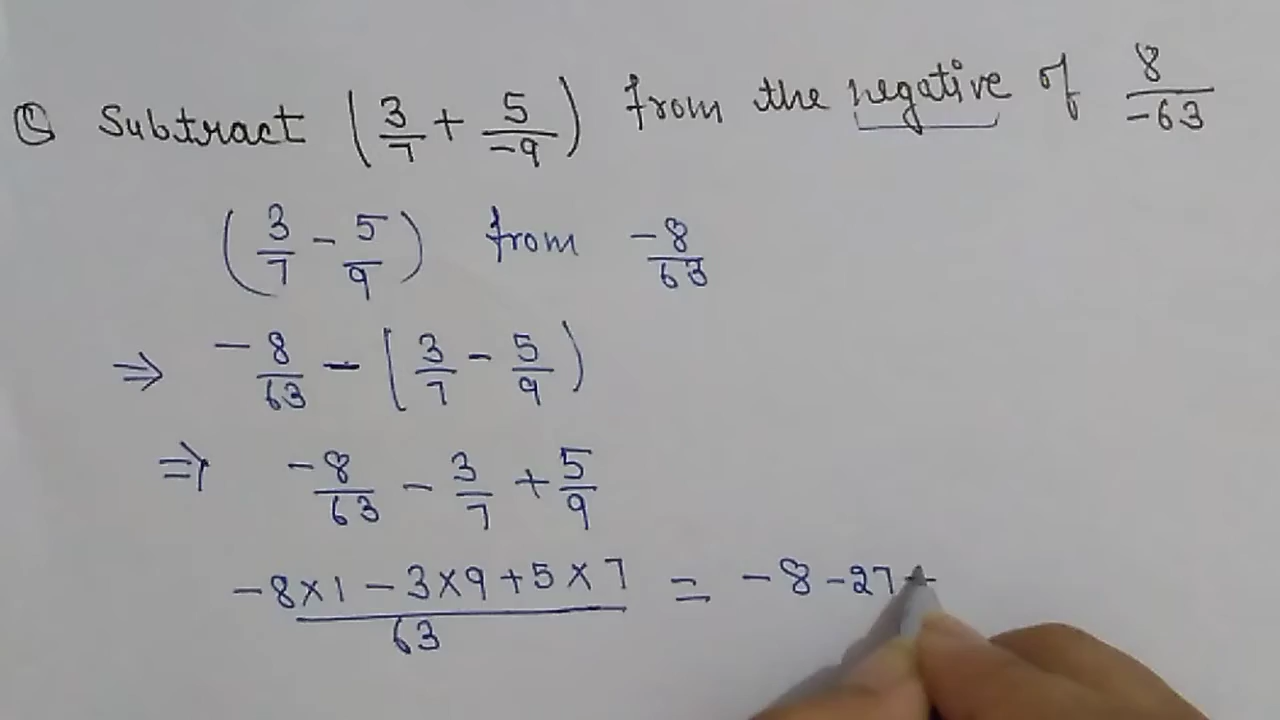 Q Subtract (3/7 + 5/-9) from the negative of 8/-63
(3/7 - 5/9) from -8/63
⇒ -8/63 - (3/7 - 5/9)
⇒ -8/63 - 3/7 + 5/9
-8×1 - 3×9 + 5×7 / 63 = -8 - 27 +